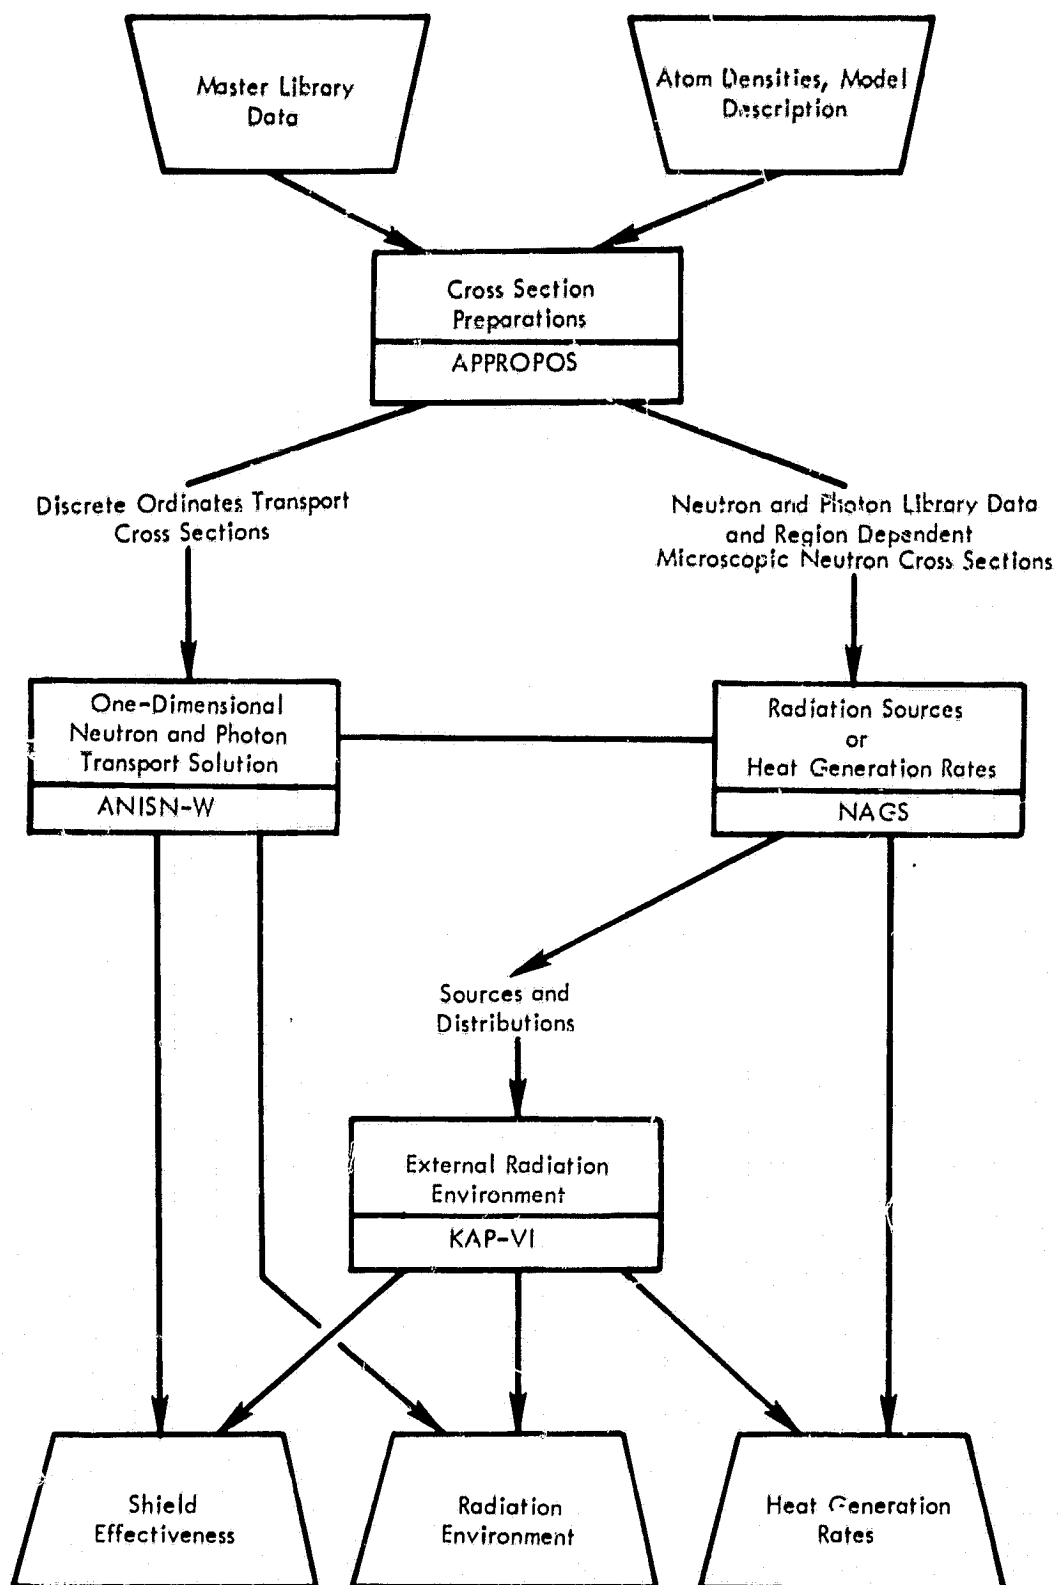 Master Library
Data
Atom Densities, Model
Description
Cross Section
Preparations
APPROPOS
Discrete Ordinates Transport
Cross Sections
Neutron and Photon Library Data
and Region Dependent
Microscopic Neutron Cross Sections
One-Dimensional
Neutron and Photon
Transport Solution
ANISN-W
Radiation Sources
or
Heat Generation Rates
NAGS
Sources and
Distributions
External Radiation
Environment
KAP-VI
Shield
Effectiveness
Radiation
Environment
Heat Generation
Rates